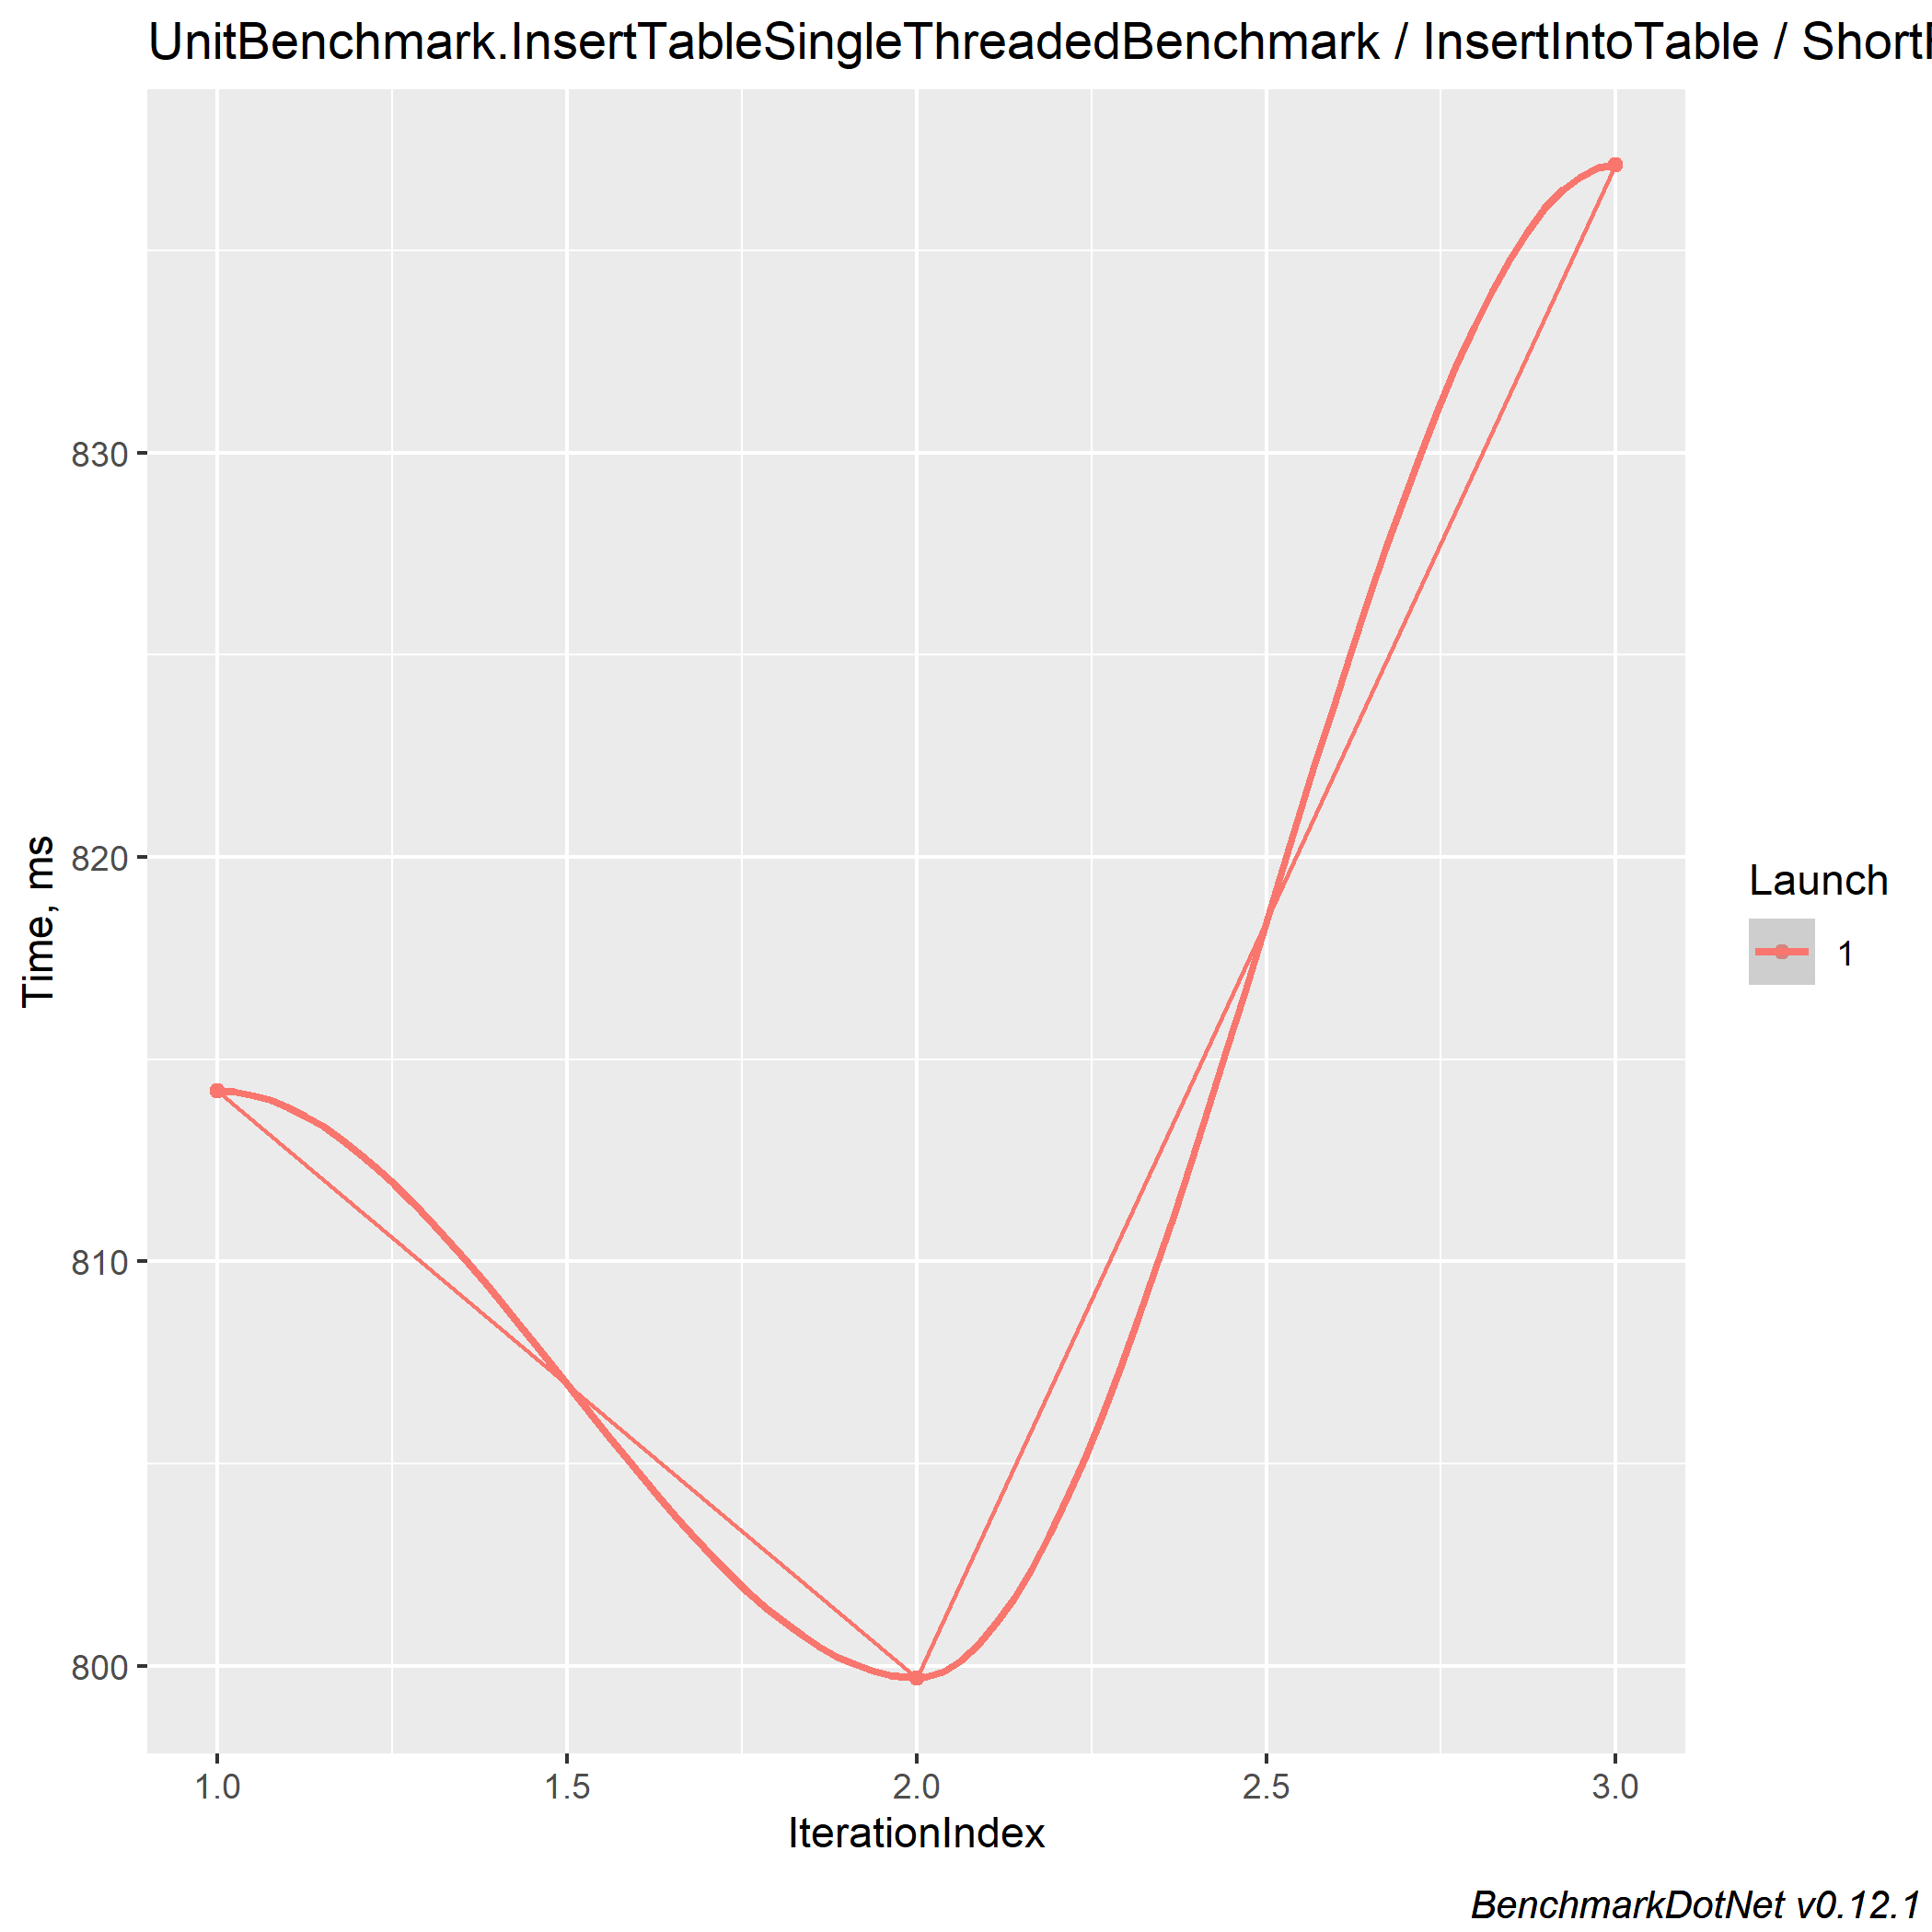 UnitBenchmark.InsertTableSingleThreadedBenchmark / InsertIntoTable /
830
820
810
800
Time, ms
1.0 1.5 2.0 2.5 3.0
IterationIndex
Launch
1
BenchmarkDotNet v0.12.1